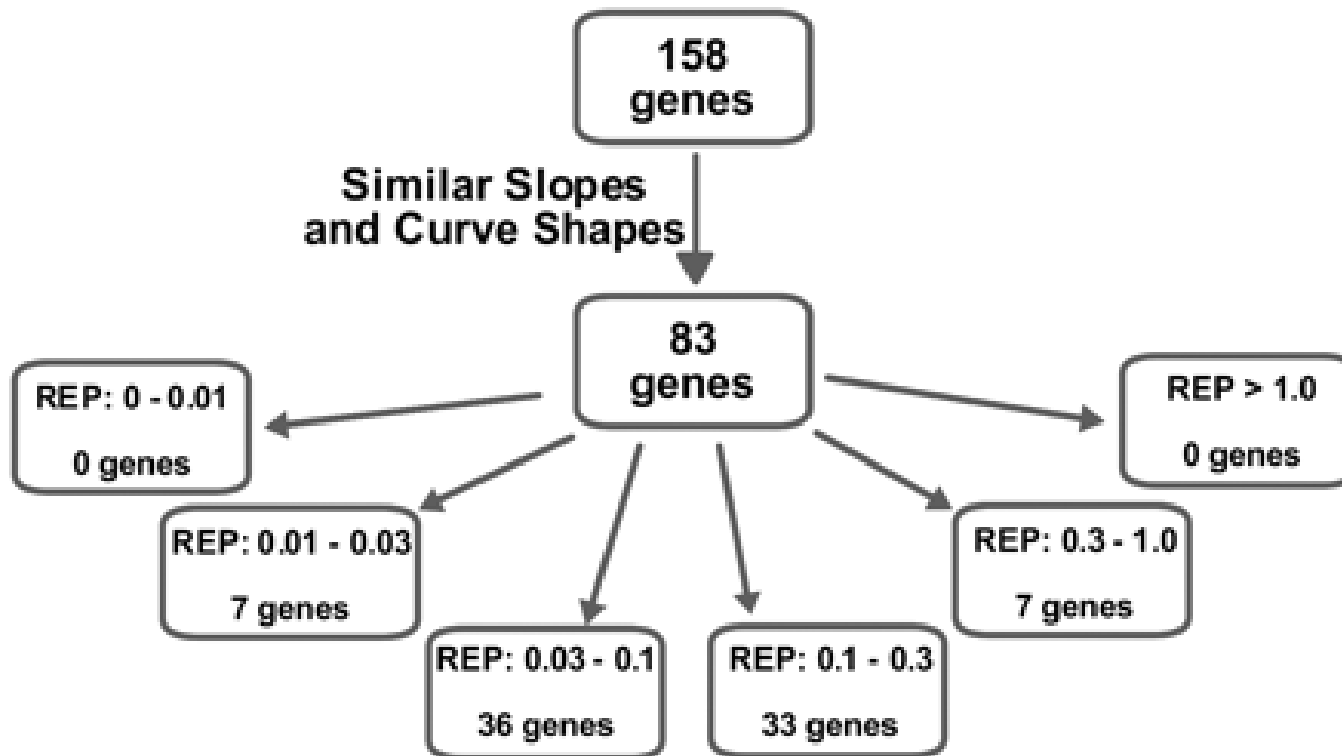 158
genes
Similar Slopes
and Curve Shapes
83
genes
REP: 0 - 0.01
0 genes
REP > 1.0
0 genes
REP: 0.01 - 0.03
7 genes
REP: 0.3 - 1.0
7 genes
REP: 0.03 - 0.1
36 genes
REP: 0.1 - 0.3
33 genes